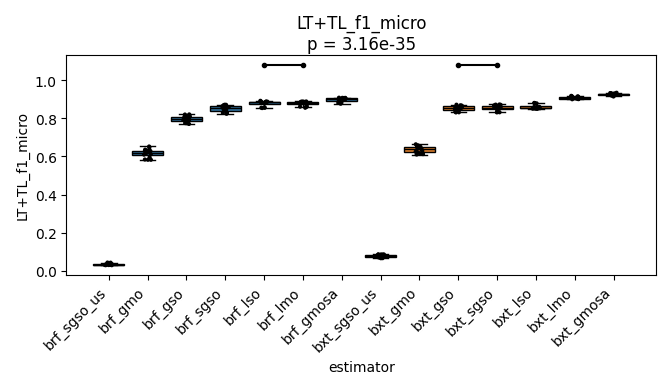 LT+TL_f1_micro
p = 3.16e-35
LT+TL_f1_micro
1.0
0.8
0.6
0.4
0.2
0.0
brf_sgso_us
brf_gmo
brf_gso
brf_sgso
brf_lso
brf_lmo
brf_gmosa
bxt_sgso_us
bxt_gmo
bxt_gso
bxt_sgso
bxt_lso
bxt_lmo
bxt_gmosa
estimator